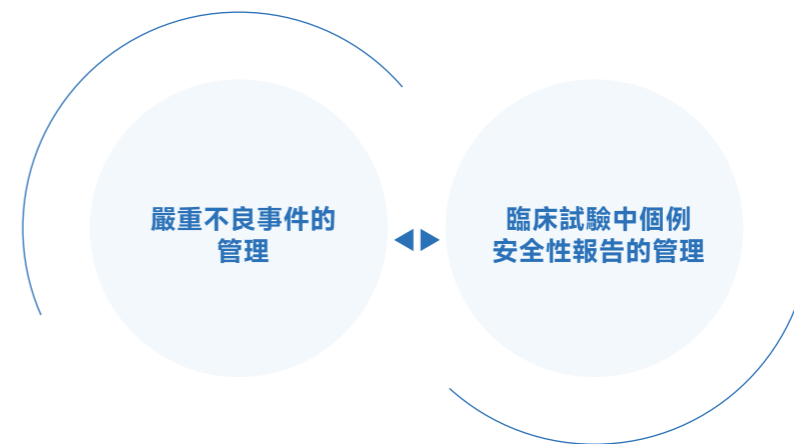 嚴重不良事件的
管理
臨床試驗中個例
安全性報告的管理